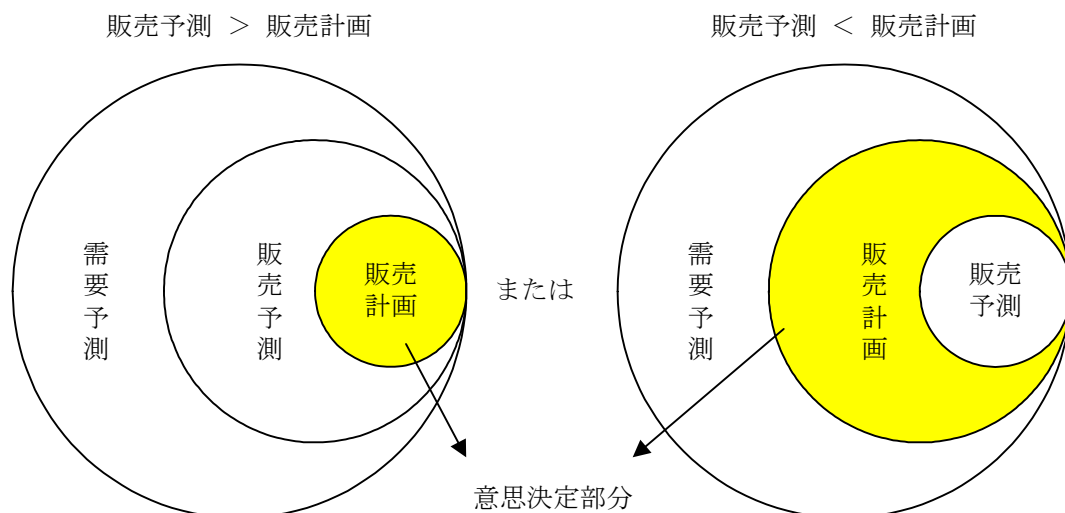 販売予測 > 販売計画
販売予測 < 販売計画
需要予測
販売予測
販売
計画
または
需要予測
販売計画
販売
予測
意思決定部分